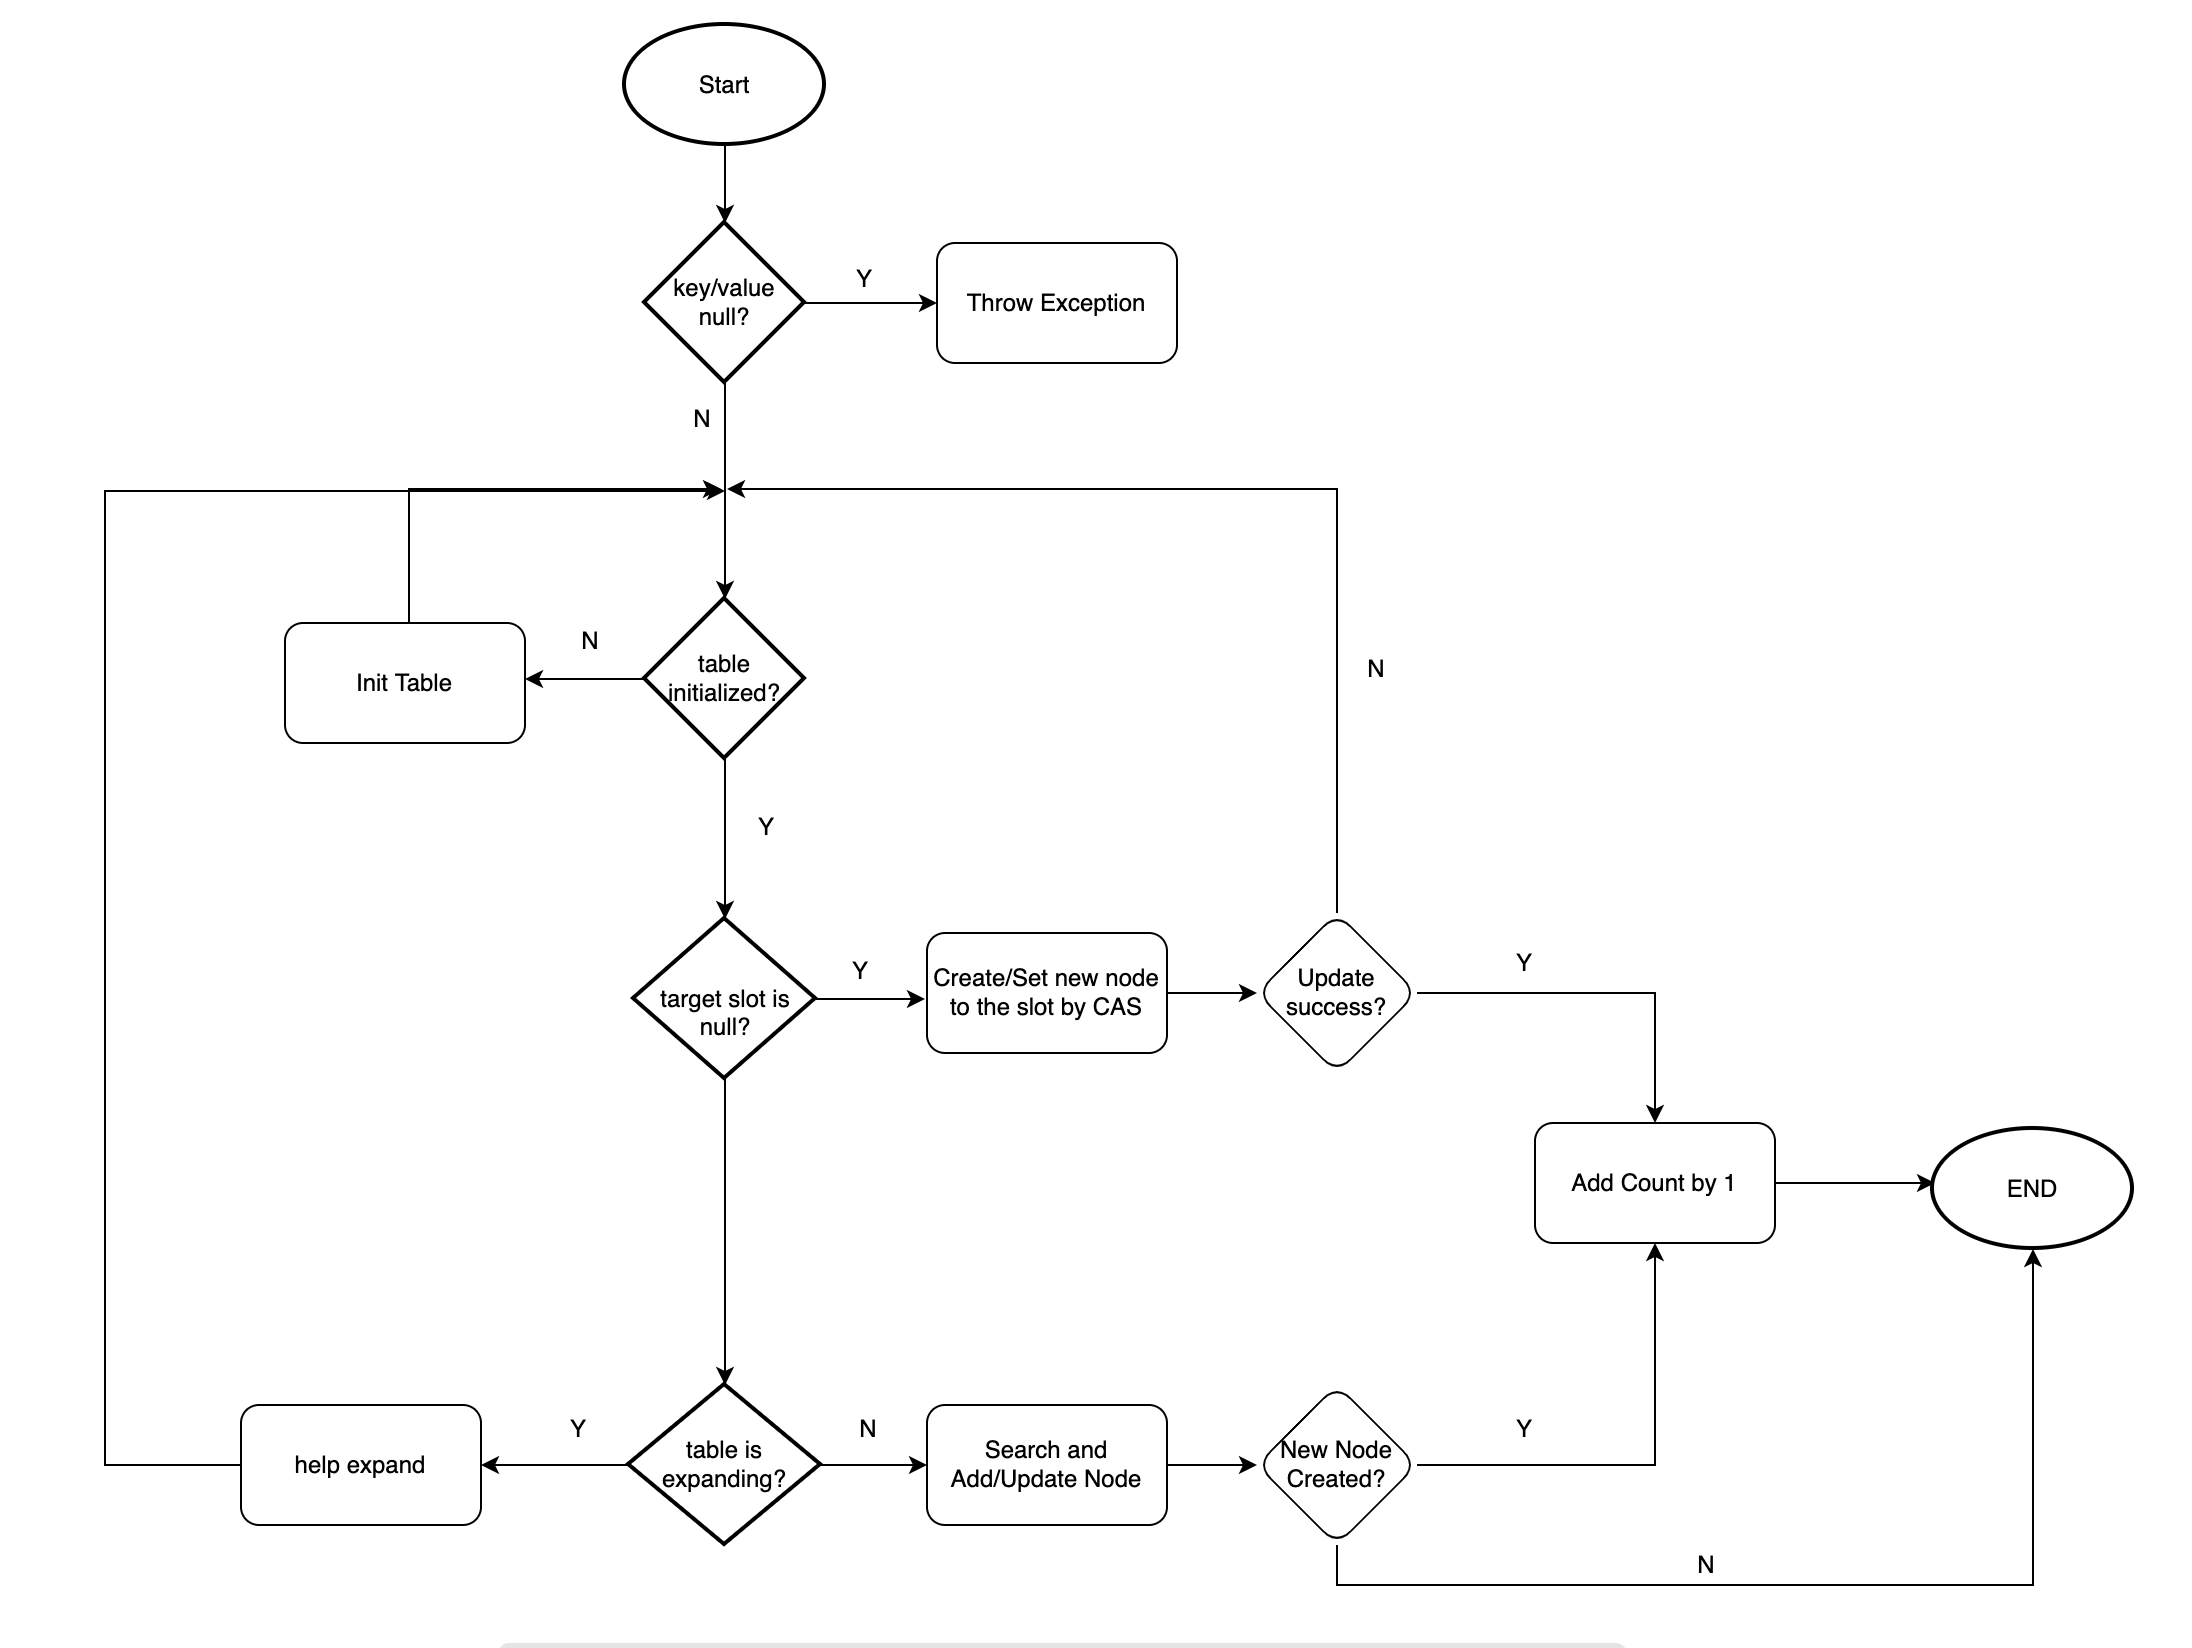 Start
key/value
null?
Y
Throw Exception
N
Init Table
N
table
initialized?
N
Y
target slot is
null?
Y
Create/Set new node
to the slot by CAS
Update
success?
Y
Add Count by 1
END
help expand
Y
table is
expanding?
N
Search and
Add/Update Node
New Node
Created?
Y
N